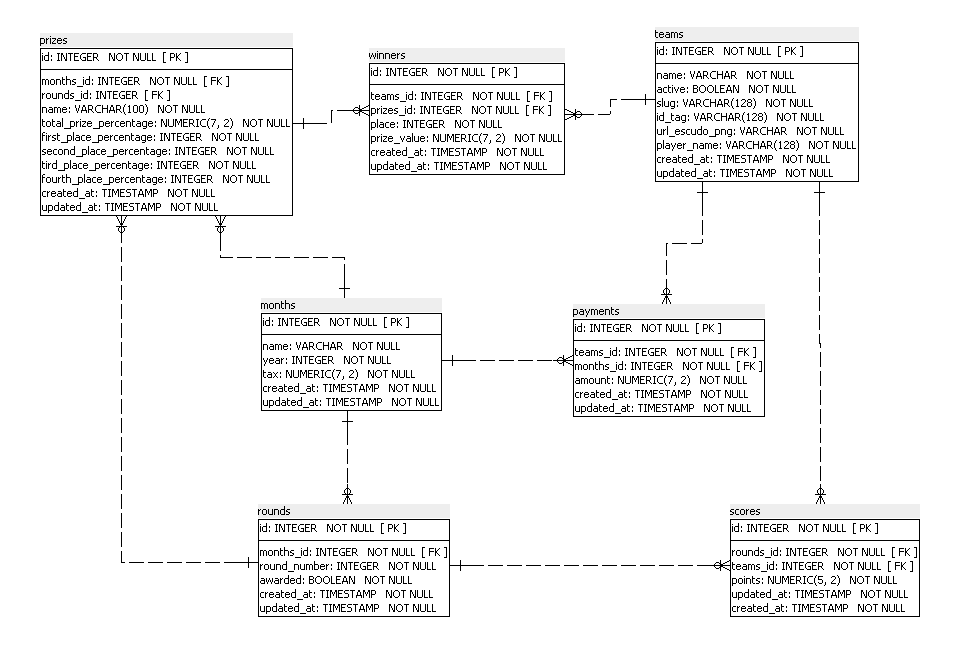 prizes
id: INTEGER NOT NULL [ PK ]
months_id: INTEGER NOT NULL [ FK ]
rounds_id: INTEGER [ FK ]
name: VARCHAR(100) NOT NULL
total_prize_percentage: NUMERIC(7, 2) NOT NULL
first_place_percentage: INTEGER NOT NULL
second_place_percentage: INTEGER NOT NULL
tird_place_percentage: INTEGER NOT NULL
fourth_place_percentage: INTEGER NOT NULL
created_at: TIMESTAMP NOT NULL
updated_at: TIMESTAMP NOT NULL
winners
id: INTEGER NOT NULL [ PK ]
teams_id: INTEGER NOT NULL [ FK ]
prizes_id: INTEGER NOT NULL [ FK ]
place: INTEGER NOT NULL
prize_value: NUMERIC(7, 2) NOT NULL
created_at: TIMESTAMP NOT NULL
updated_at: TIMESTAMP NOT NULL
teams
id: INTEGER NOT NULL [ PK ]
name: VARCHAR NOT NULL
active: BOOLEAN NOT NULL
slug: VARCHAR(128) NOT NULL
id_tag: VARCHAR(128) NOT NULL
url_escudo_png: VARCHAR NOT NULL
player_name: VARCHAR(128) NOT NULL
created_at: TIMESTAMP NOT NULL
updated_at: TIMESTAMP NOT NULL
months
id: INTEGER NOT NULL [ PK ]
name: VARCHAR NOT NULL
year: INTEGER NOT NULL
tax: NUMERIC(7, 2) NOT NULL
created_at: TIMESTAMP NOT NULL
updated_at: TIMESTAMP NOT NULL
payments
id: INTEGER NOT NULL [ PK ]
teams_id: INTEGER NOT NULL [ FK ]
months_id: INTEGER NOT NULL [ FK ]
amount: NUMERIC(7, 2) NOT NULL
created_at: TIMESTAMP NOT NULL
updated_at: TIMESTAMP NOT NULL
rounds
id: INTEGER NOT NULL [ PK ]
months_id: INTEGER NOT NULL [ FK ]
round_number: INTEGER NOT NULL
awarded: BOOLEAN NOT NULL
created_at: TIMESTAMP NOT NULL
updated_at: TIMESTAMP NOT NULL
scores
id: INTEGER NOT NULL [ PK ]
rounds_id: INTEGER NOT NULL [ FK ]
teams_id: INTEGER NOT NULL [ FK ]
points: NUMERIC(5, 2) NOT NULL
updated_at: TIMESTAMP NOT NULL
created_at: TIMESTAMP NOT NULL